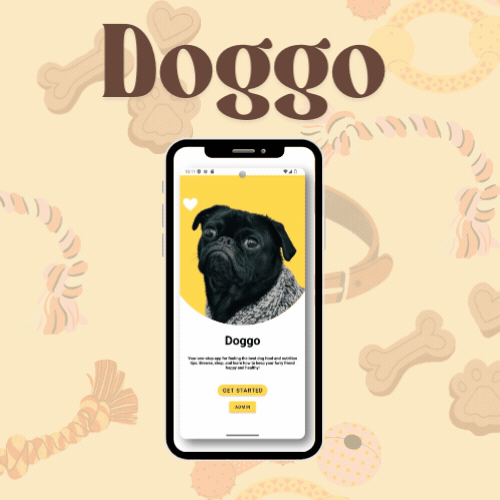 Doggo
10:11
Doggo
Your one-stop app for finding the best dog food and nutrition
tips. Browse, shop, and learn how to keep your furry friend
happy and healthy!
GET STARTED
ADMIN